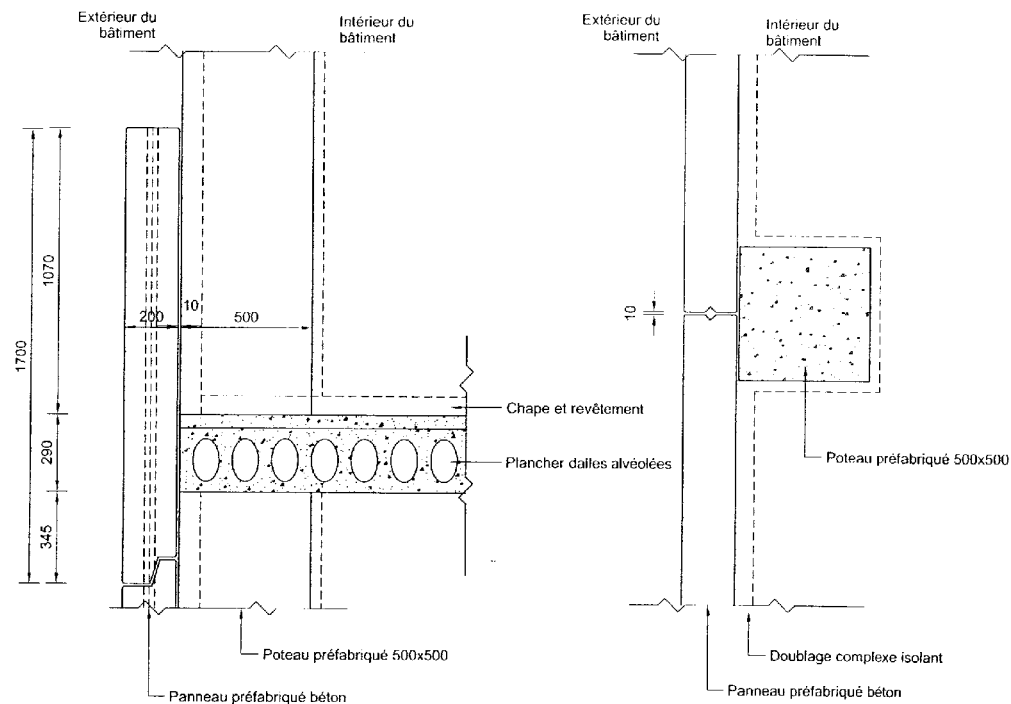 Extérieur du
bâtiment
Intérieur du
bâtiment
Extérieur du
bâtiment
Intérieur du
bâtiment
1070
1700
10
200
500
10
Chape et revêtement
290
Plancher dalles alvéolées
Poteau préfabriqué 500x500
345
Poteau préfabriqué 500x500
Doublage complexe isolant
Panneau préfabriqué béton
Panneau préfabriqué béton